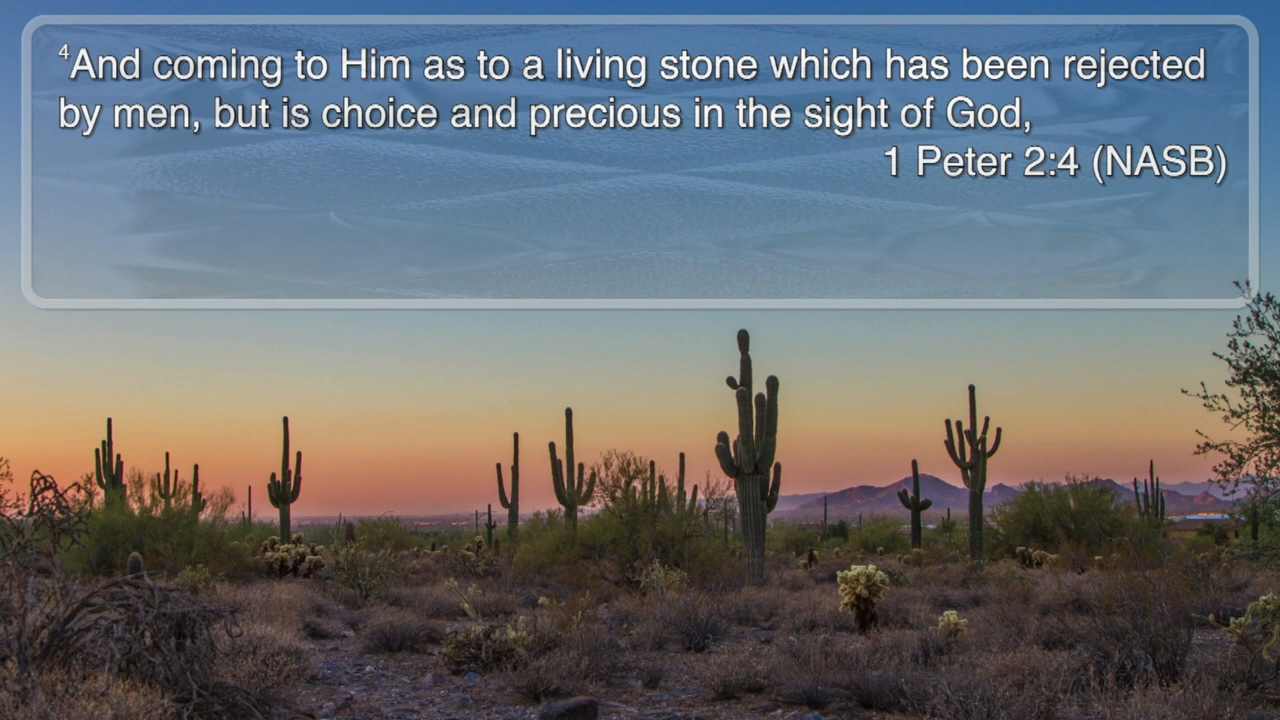 ⁴And coming to Him as to a living stone which has been rejected
by men, but is choice and precious in the sight of God,
1 Peter 2:4 (NASB)